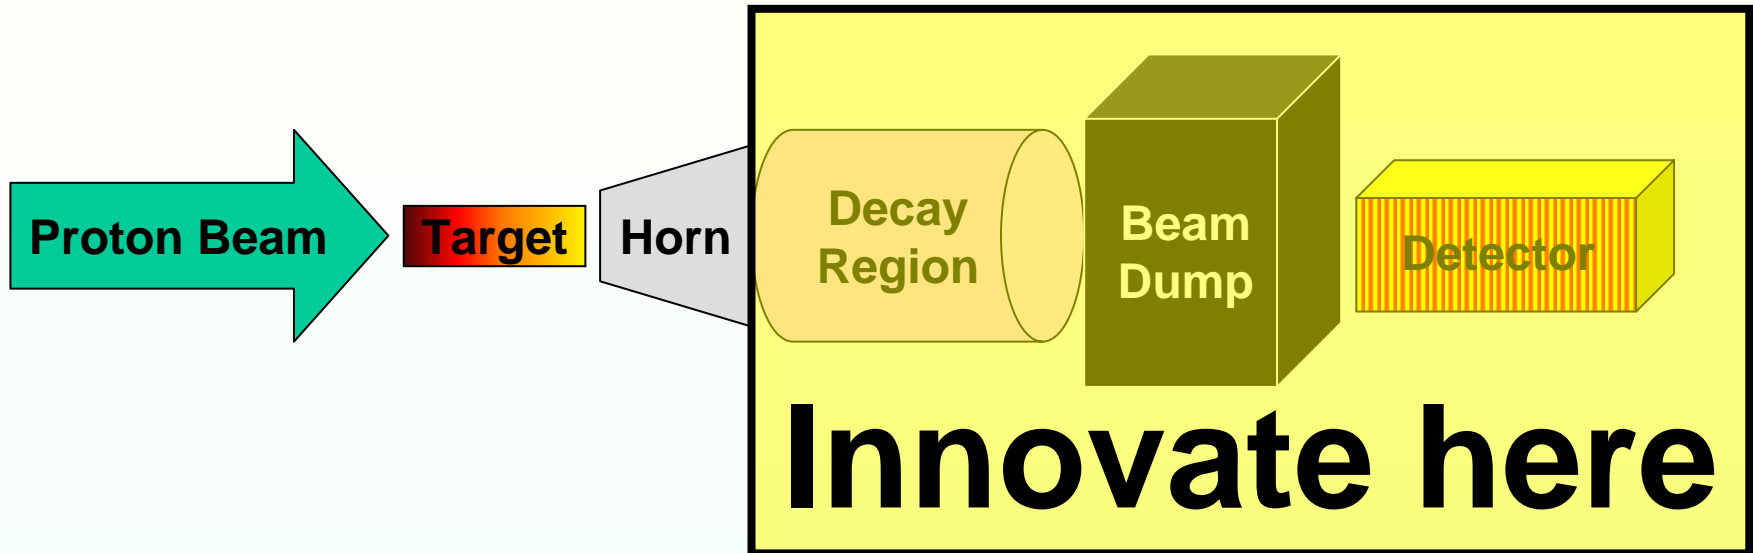 Proton Beam
Target
Horn
Decay
Region
Beam
Dump
Detector
Innovate here